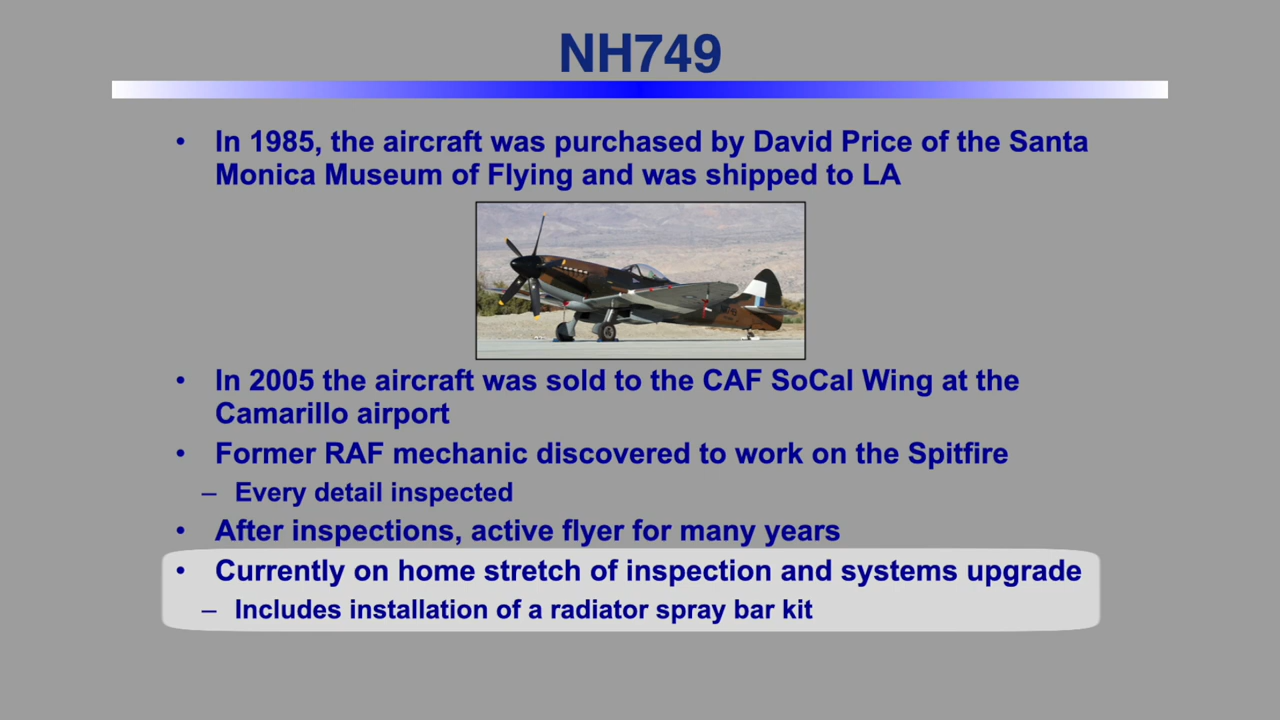 NH749
• In 1985, the aircraft was purchased by David Price of the Santa
Monica Museum of Flying and was shipped to LA
• In 2005 the aircraft was sold to the CAF SoCal Wing at the
Camarillo airport
• Former RAF mechanic discovered to work on the Spitfire
– Every detail inspected
• After inspections, active flyer for many years
• Currently on home stretch of inspection and systems upgrade
– Includes installation of a radiator spray bar kit